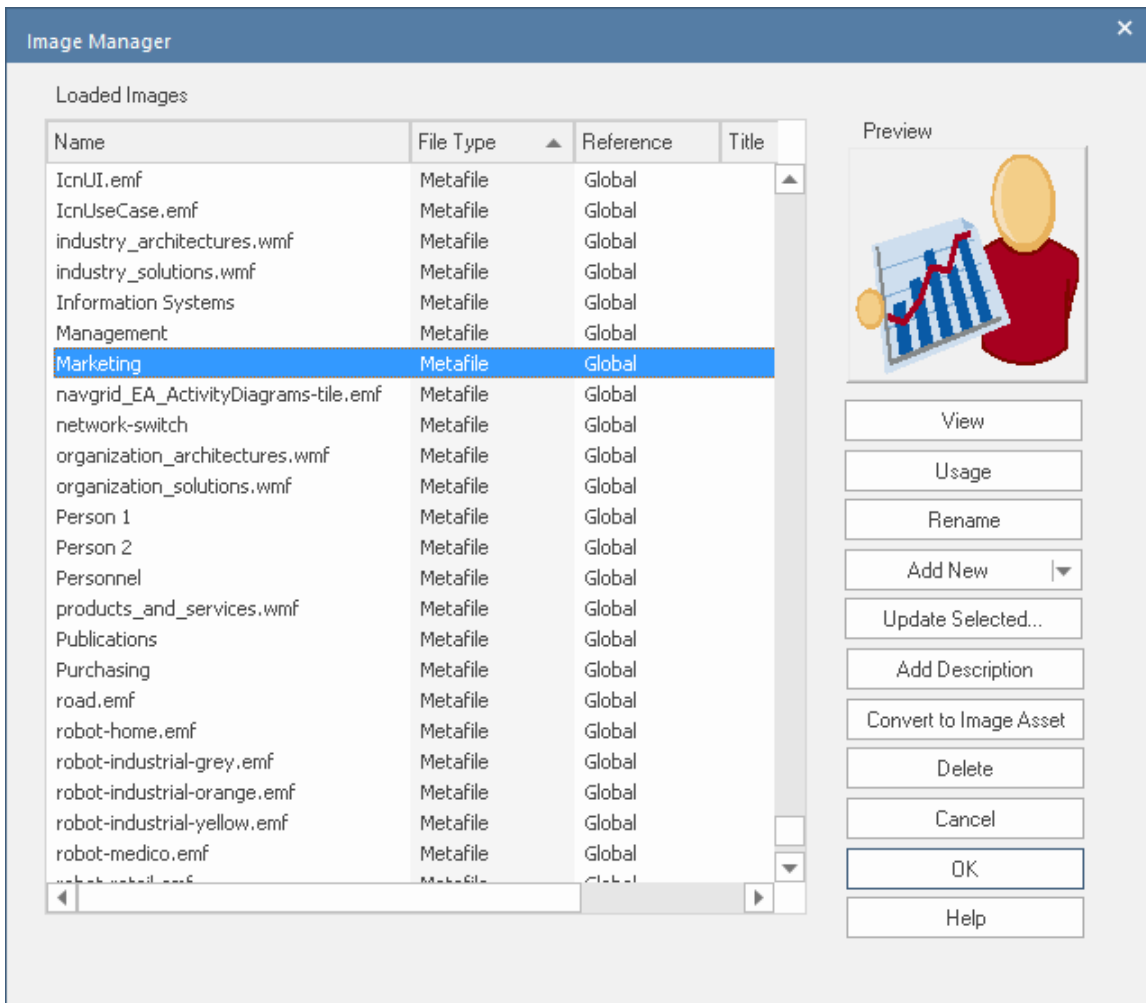 Image Manager
Loaded Images
Name File Type Reference Title
IcnUI.emf Metafile Global
IcnUseCase.emf Metafile Global
industry_architectures.wmf Metafile Global
industry_solutions.wmf Metafile Global
Information Systems Metafile Global
Management Metafile Global
Marketing Metafile Global
navgrid_EA_ActivityDiagrams-tile.emf Metafile Global
network-switch Metafile Global
organization_architectures.wmf Metafile Global
organization_solutions.wmf Metafile Global
Person 1 Metafile Global
Person 2 Metafile Global
Personnel Metafile Global
products_and_services.wmf Metafile Global
Publications Metafile Global
Purchasing Metafile Global
road.emf Metafile Global
robot-home.emf Metafile Global
robot-industrial-grey.emf Metafile Global
robot-industrial-orange.emf Metafile Global
robot-industrial-yellow.emf Metafile Global
robot-medico.emf Metafile Global
Preview
View
Usage
Rename
Add New
Update Selected...
Add Description
Convert to Image Asset
Delete
Cancel
OK
Help